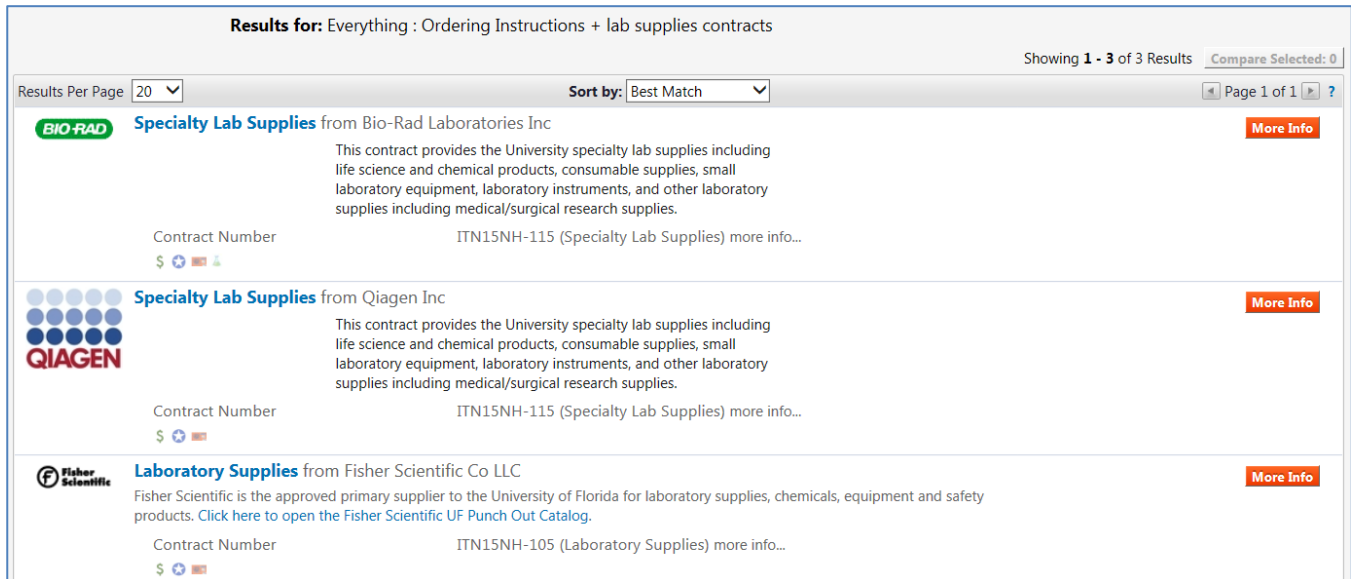 Results for: Everything : Ordering Instructions + lab supplies contracts
Showing 1 - 3 of 3 Results Compare Selected: 0
Results Per Page 20 Sort by: Best Match Page 1 of 1 ?
BIO-RAD Specialty Lab Supplies from Bio-Rad Laboratories Inc More Info
This contract provides the University specialty lab supplies including
life science and chemical products, consumable supplies, small
laboratory equipment, laboratory instruments, and other laboratory
supplies including medical/surgical research supplies.
Contract Number ITN15NH-115 (Specialty Lab Supplies) more info...
$
Specialty Lab Supplies from Qiagen Inc More Info
QIAGEN
This contract provides the University specialty lab supplies including
life science and chemical products, consumable supplies, small
laboratory equipment, laboratory instruments, and other laboratory
supplies including medical/surgical research supplies.
Contract Number ITN15NH-115 (Specialty Lab Supplies) more info...
$
Fisher Scientific Laboratory Supplies from Fisher Scientific Co LLC More Info
Fisher Scientific is the approved primary supplier to the University of Florida for laboratory supplies, chemicals, equipment and safety
products. Click here to open the Fisher Scientific UF Punch Out Catalog.
Contract Number ITN15NH-105 (Laboratory Supplies) more info...
$